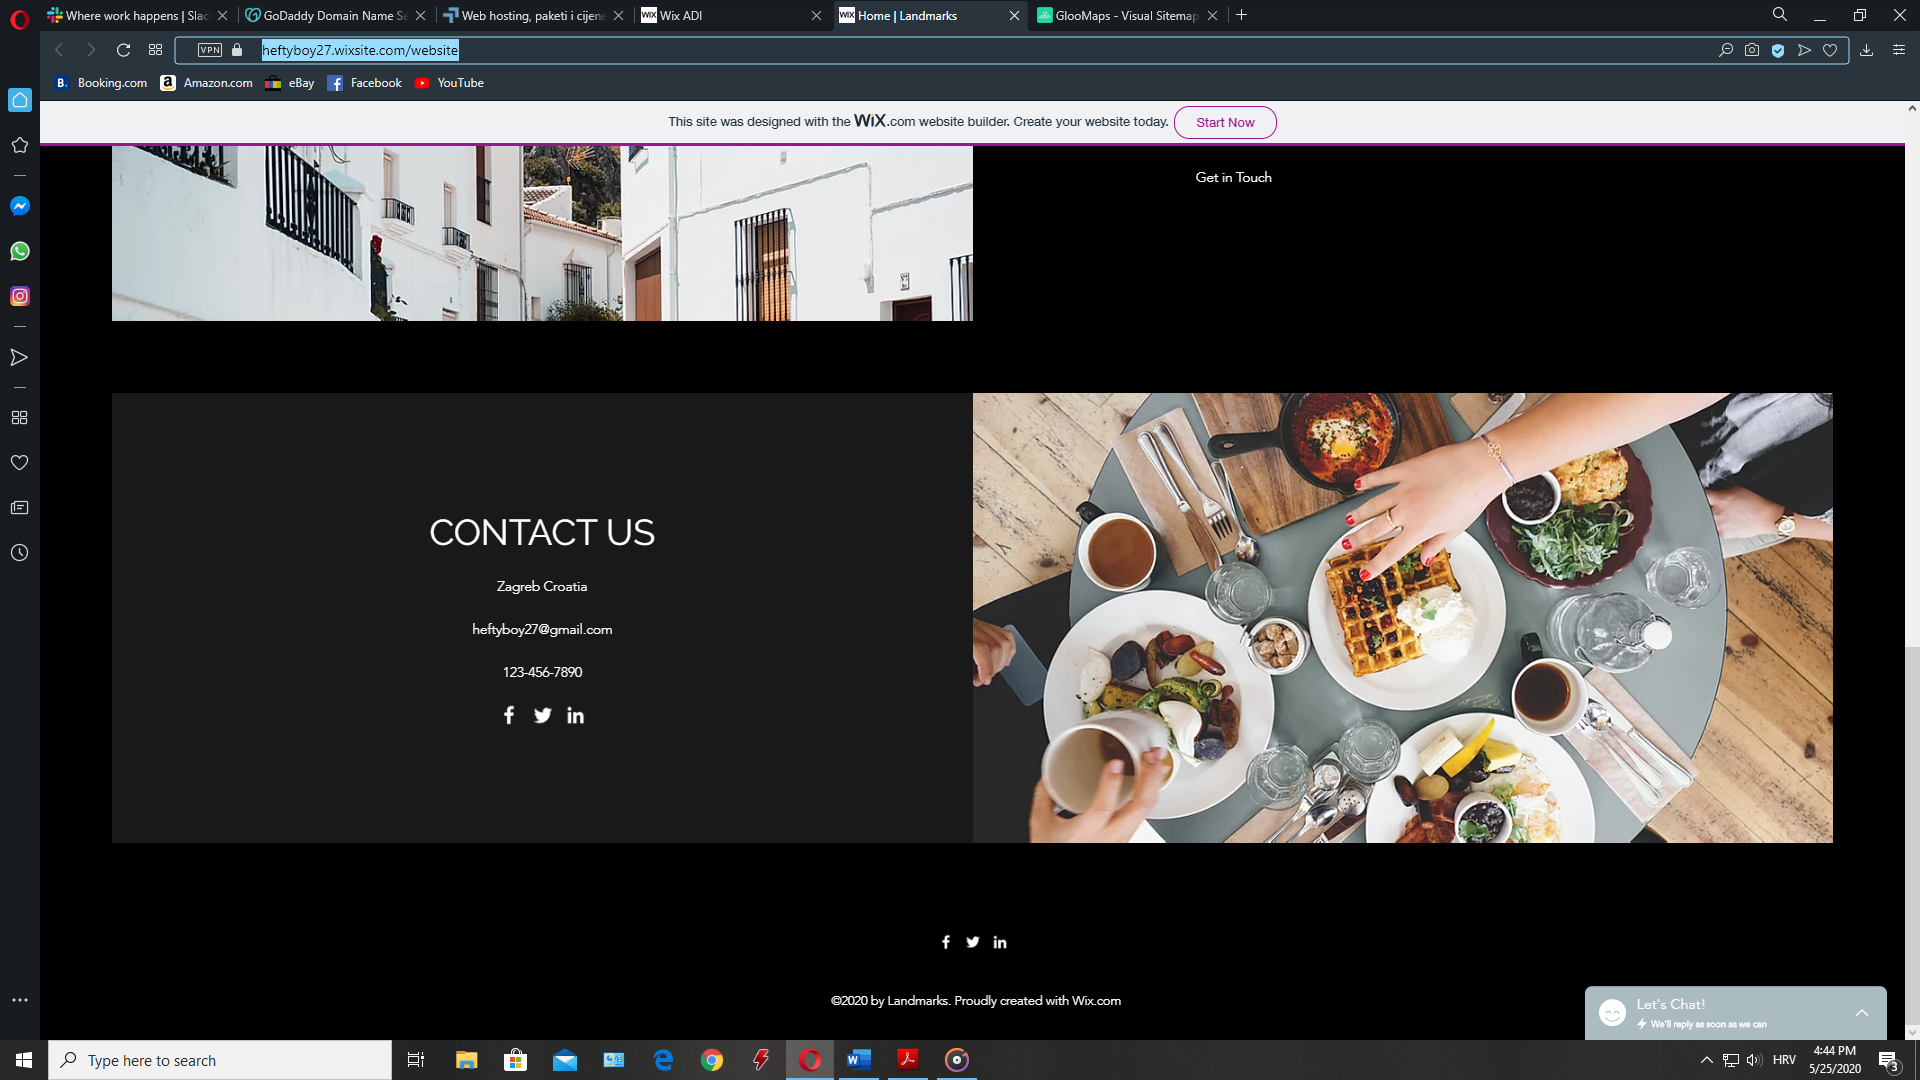 Where work happens | Slac
GoDaddy Domain Name Se
Web hosting, paketi i cijene
WIX Wix ADI
WIX Home | Landmarks
GlooMaps - Visual Sitemap
VPN
heftyboy27.wixsite.com/website
B. Booking.com
a Amazon.com
eBay
Facebook
YouTube
This site was designed with the WiX.com website builder. Create your website today. Start Now
Get in Touch
CONTACT US
Zagreb Croatia
heftyboy27@gmail.com
123-456-7890
©2020 by Landmarks. Proudly created with Wix.com
Let's Chat!
We'll reply as soon as we can
Type here to search
HRV
4:44 PM
5/25/2020
3